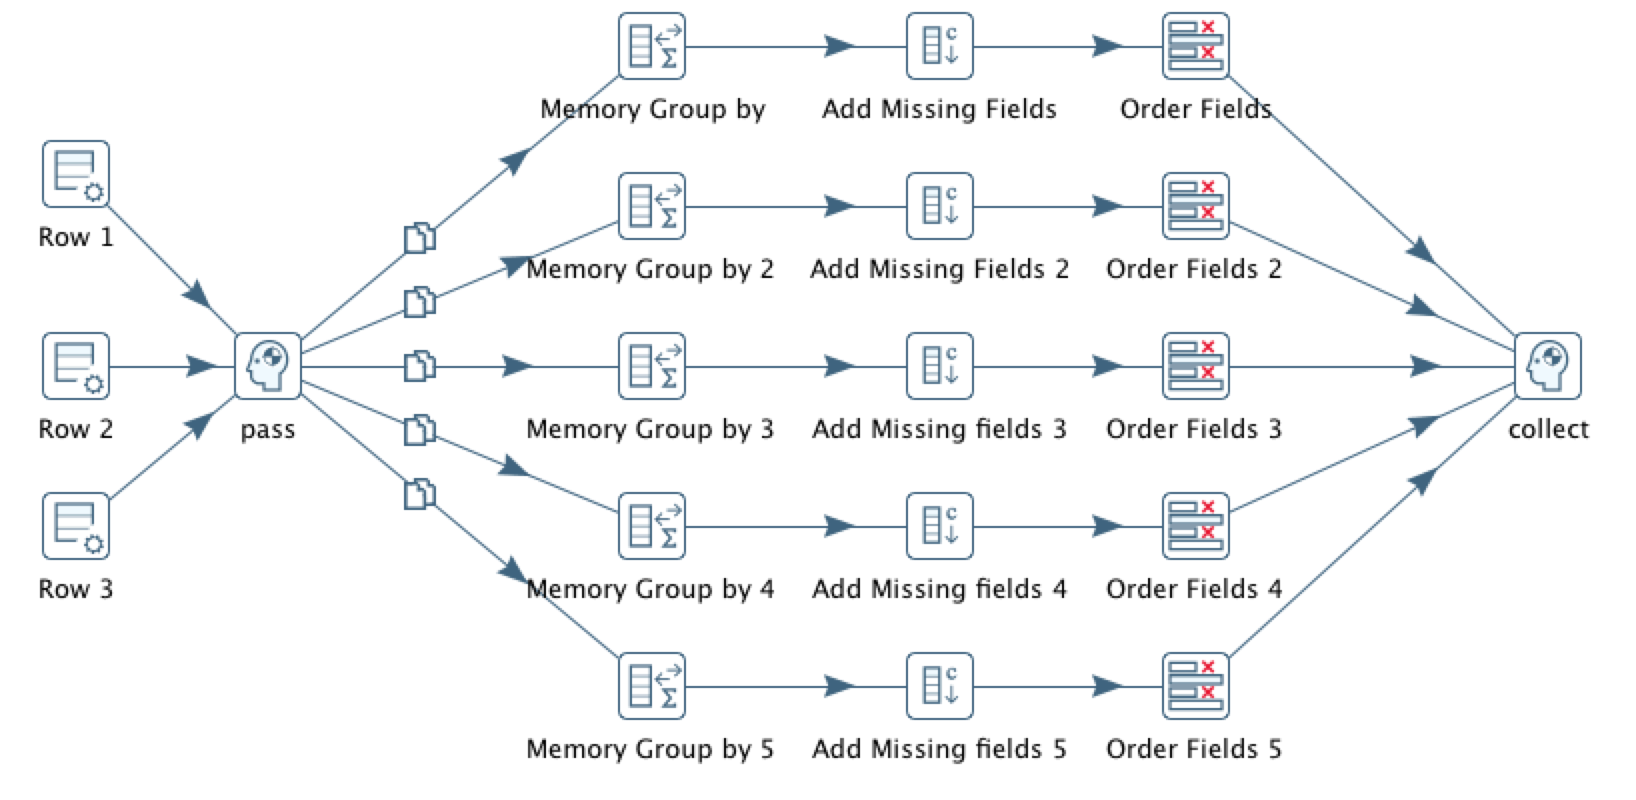 Memory Group by
Add Missing Fields
Order Fields
Row 1
Memory Group by 2
Add Missing Fields 2
Order Fields 2
Row 2
pass
Memory Group by 3
Add Missing fields 3
Order Fields 3
collect
Row 3
Memory Group by 4
Add Missing fields 4
Order Fields 4
Memory Group by 5
Add Missing fields 5
Order Fields 5